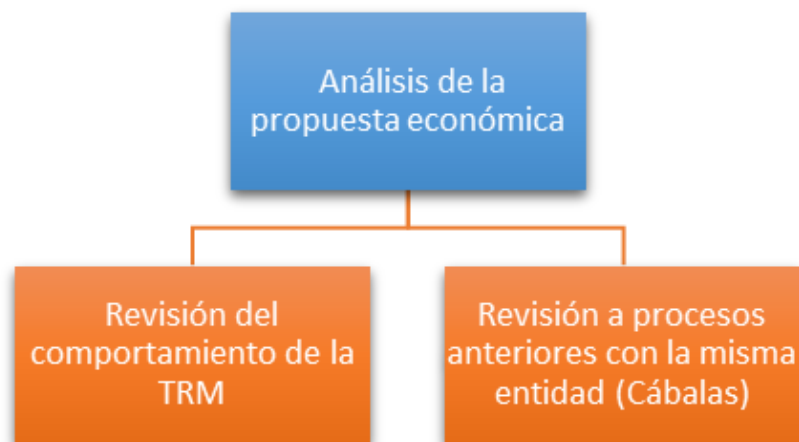 Análisis de la
propuesta económica
Revisión del
comportamiento de la
TRM
Revisión a procesos
anteriores con la misma
entidad (Cábalas)